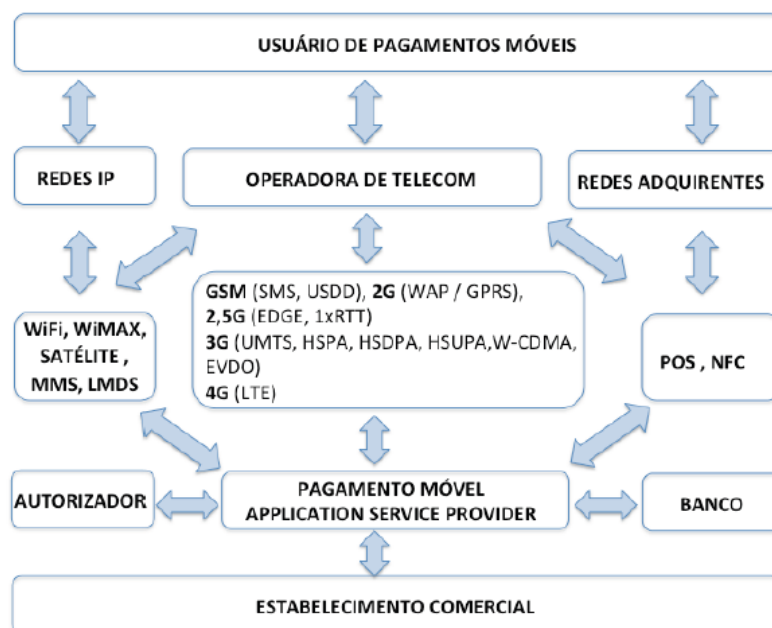 USUÁRIO DE PAGAMENTOS MÓVEIS
REDES IP
OPERADORA DE TELECOM
REDES ADQUIRENTES
GSM (SMS, USDD), 2G (WAP / GPRS),
2,5G (EDGE, 1xRTT)
3G (UMTS, HSPA, HSDPA, HSUPA,W-CDMA,
EVDO)
4G (LTE)
WiFi, WiMAX,
SATÉLITE ,
MMS, LMDS
POS , NFC
AUTORIZADOR
PAGAMENTO MÓVEL
APPLICATION SERVICE PROVIDER
BANCO
ESTABELECIMENTO COMERCIAL